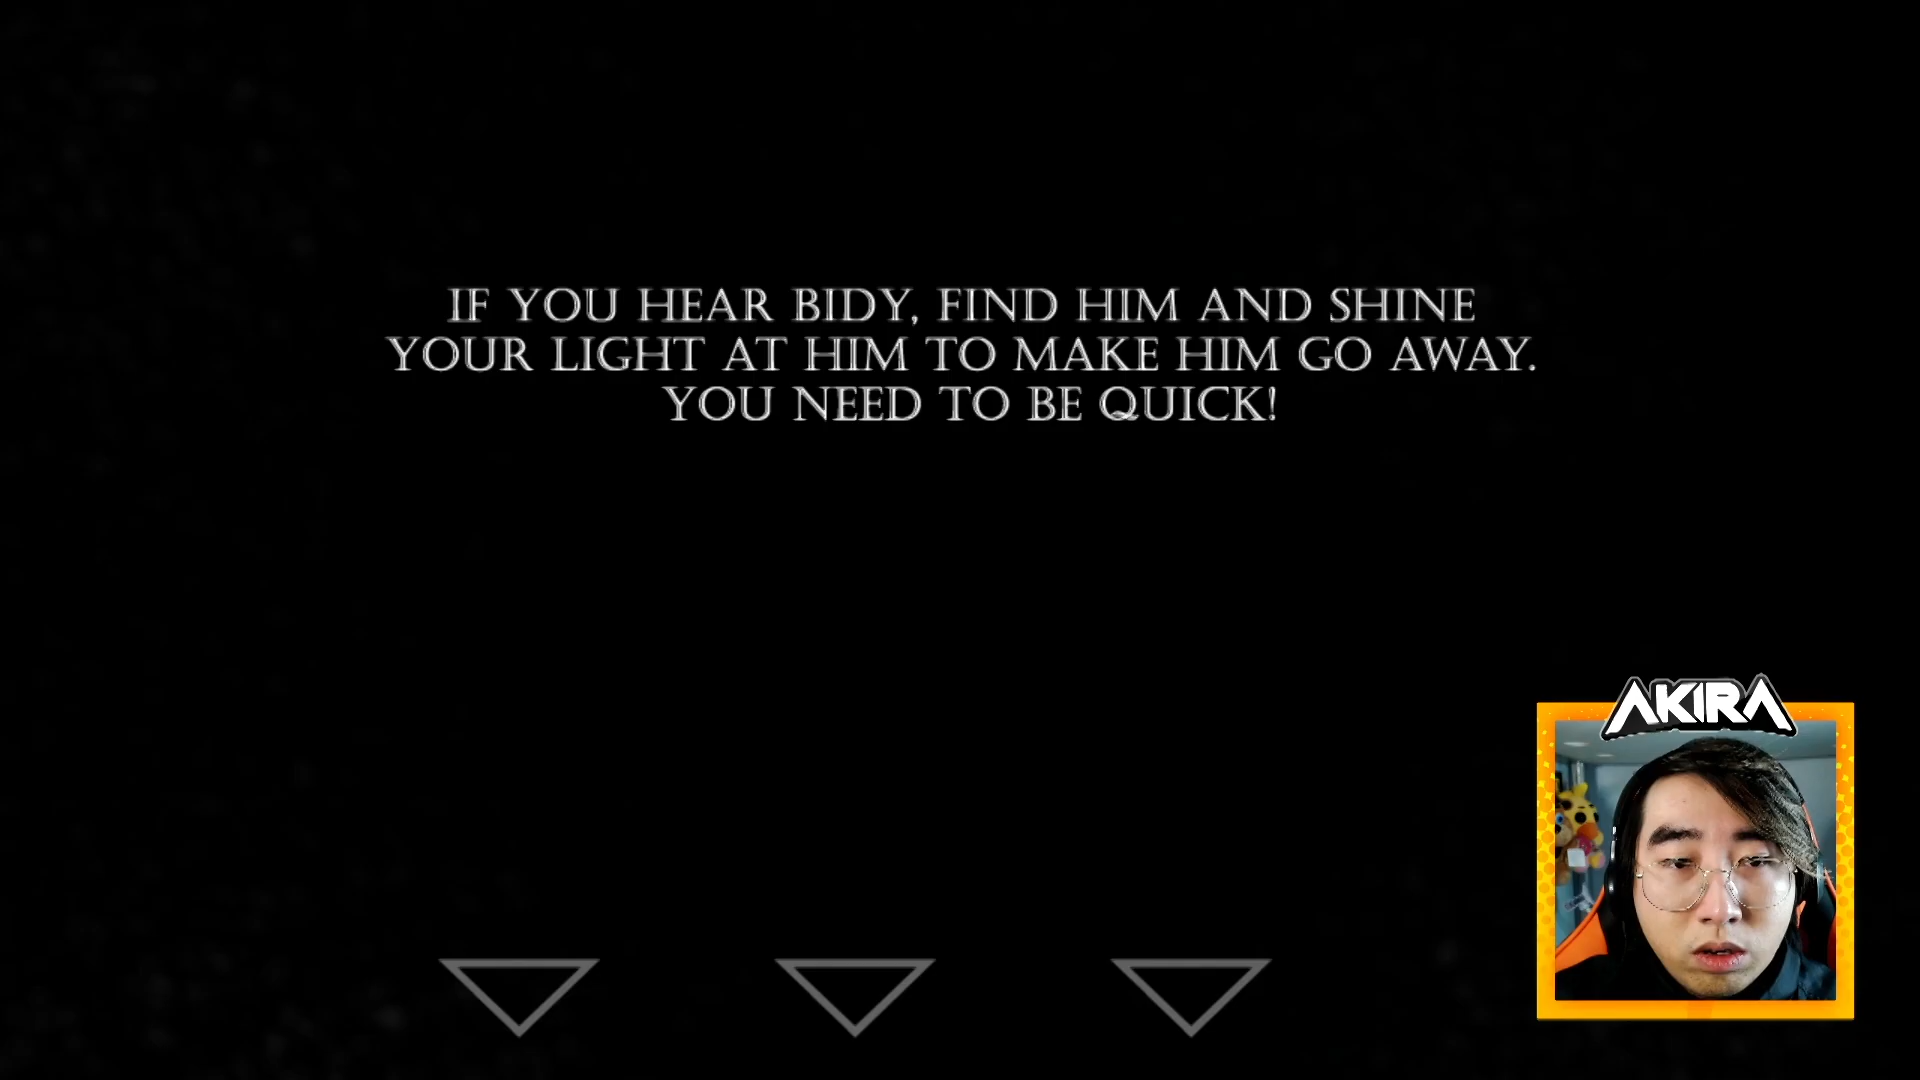 IF YOU HEAR BIDY, FIND HIM AND SHINE
YOUR LIGHT AT HIM TO MAKE HIM GO AWAY.
YOU NEED TO BE QUICK!
AKIRA